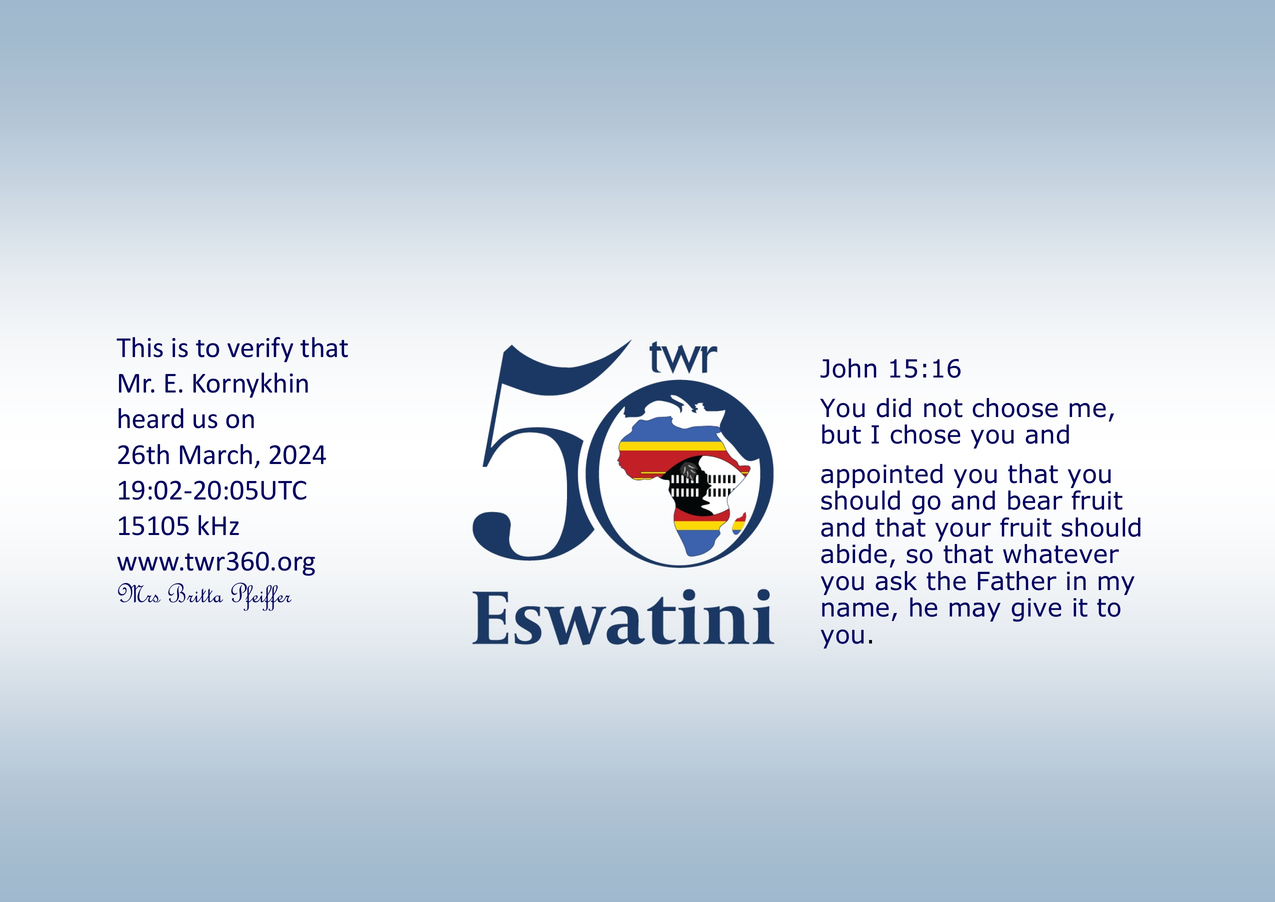 This is to verify that
Mr. E. Kornykhin
heard us on
26th March, 2024
19:02-20:05UTC
15105 kHz
www.twr360.org
Mrs Britta Pfeiffer
twr
50
Eswatini
John 15:16
You did not choose me,
but I chose you and
appointed you that you
should go and bear fruit
and that your fruit should
abide, so that whatever
you ask the Father in my
name, he may give it to
you.